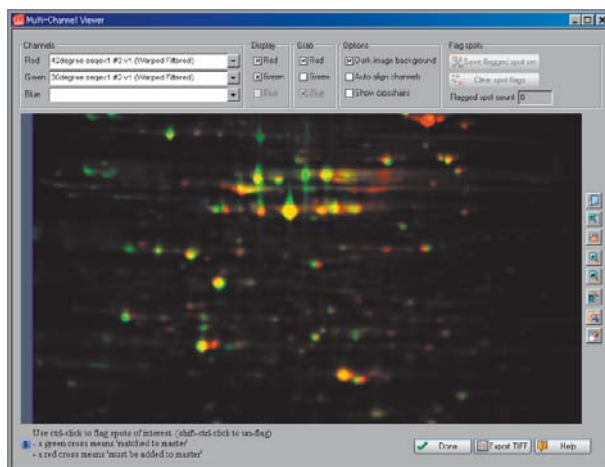 Multi-Channel Viewer
Channels
Display
Grab
Options
Flag spots
Red 42degree seqex1 #2 v1 (Warped Filtered)
Red
Red
Dark image background
Save flagged spot set
Green 30degree seqex1 #2 v1 (Warped Filtered)
Green
Green
Auto align channels
Clear spot flags
Blue
Blue
Blue
Show crosshairs
Flagged spot count 0
Use ctrl-click to flag spots of interest. (shift-ctrl-click to un-flag)
- a green cross means 'matched to master'
- a red cross means 'must be added to master'
Done
Export TIFF
Help